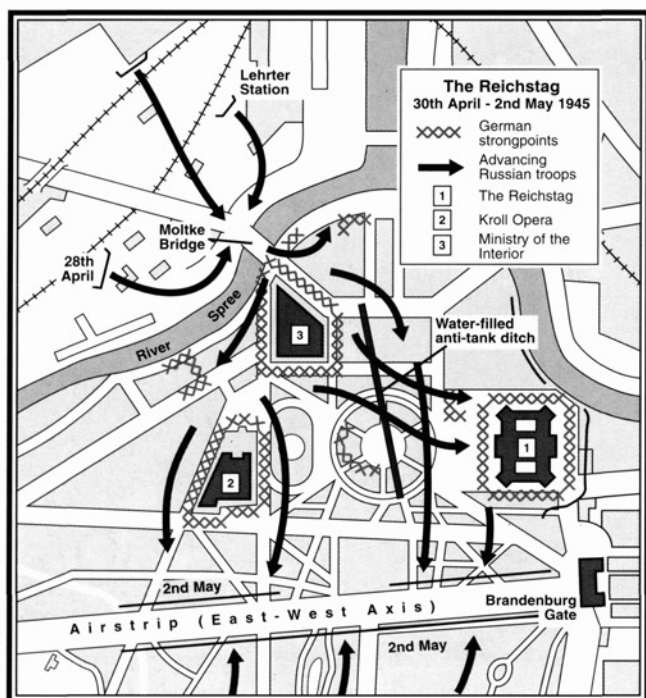 Lehrter
Station
The Reichstag
30th April - 2nd May 1945
German
strongpoints
Advancing
Russian troops
1 The Reichstag
2 Kroll Opera
3 Ministry of the
Interior
Moltke
Bridge
28th
April
River Spree
3
Water-filled
anti-tank ditch
1
2
2nd May
Airstrip (East-West Axis)
Brandenburg
Gate
2nd May